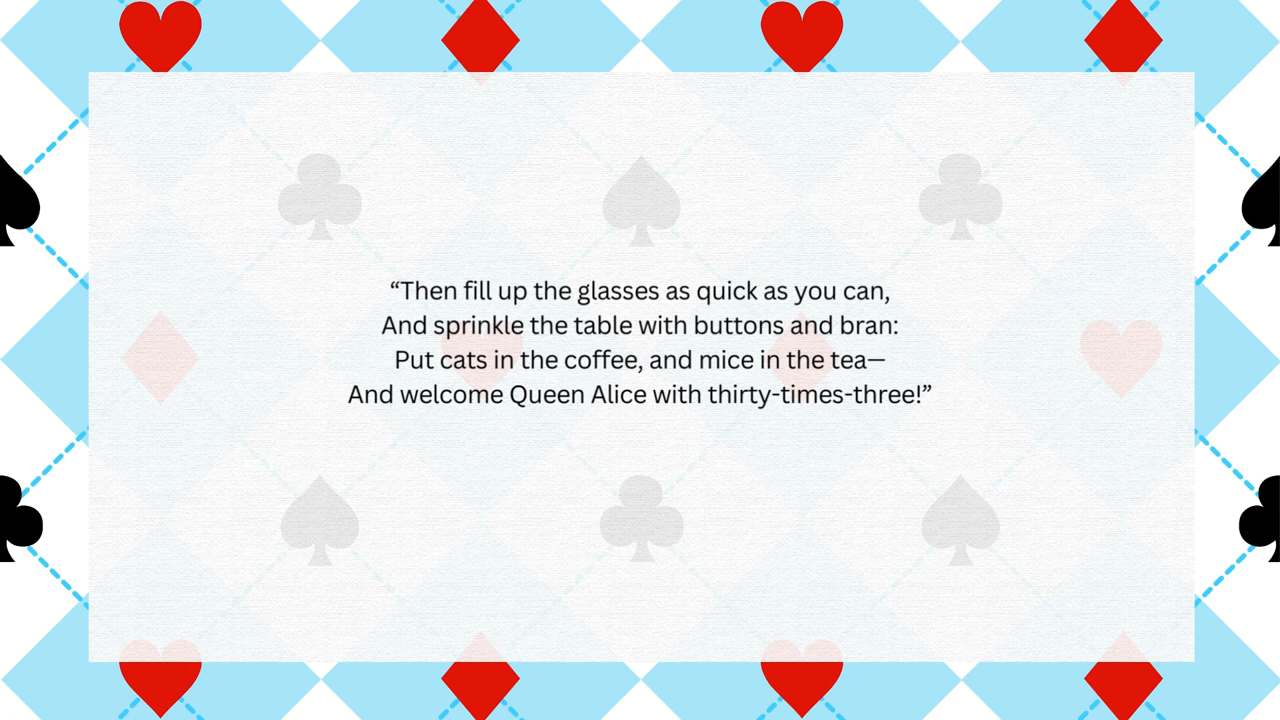 “Then fill up the glasses as quick as you can,
And sprinkle the table with buttons and bran:
Put cats in the coffee, and mice in the tea—
And welcome Queen Alice with thirty-times-three!”